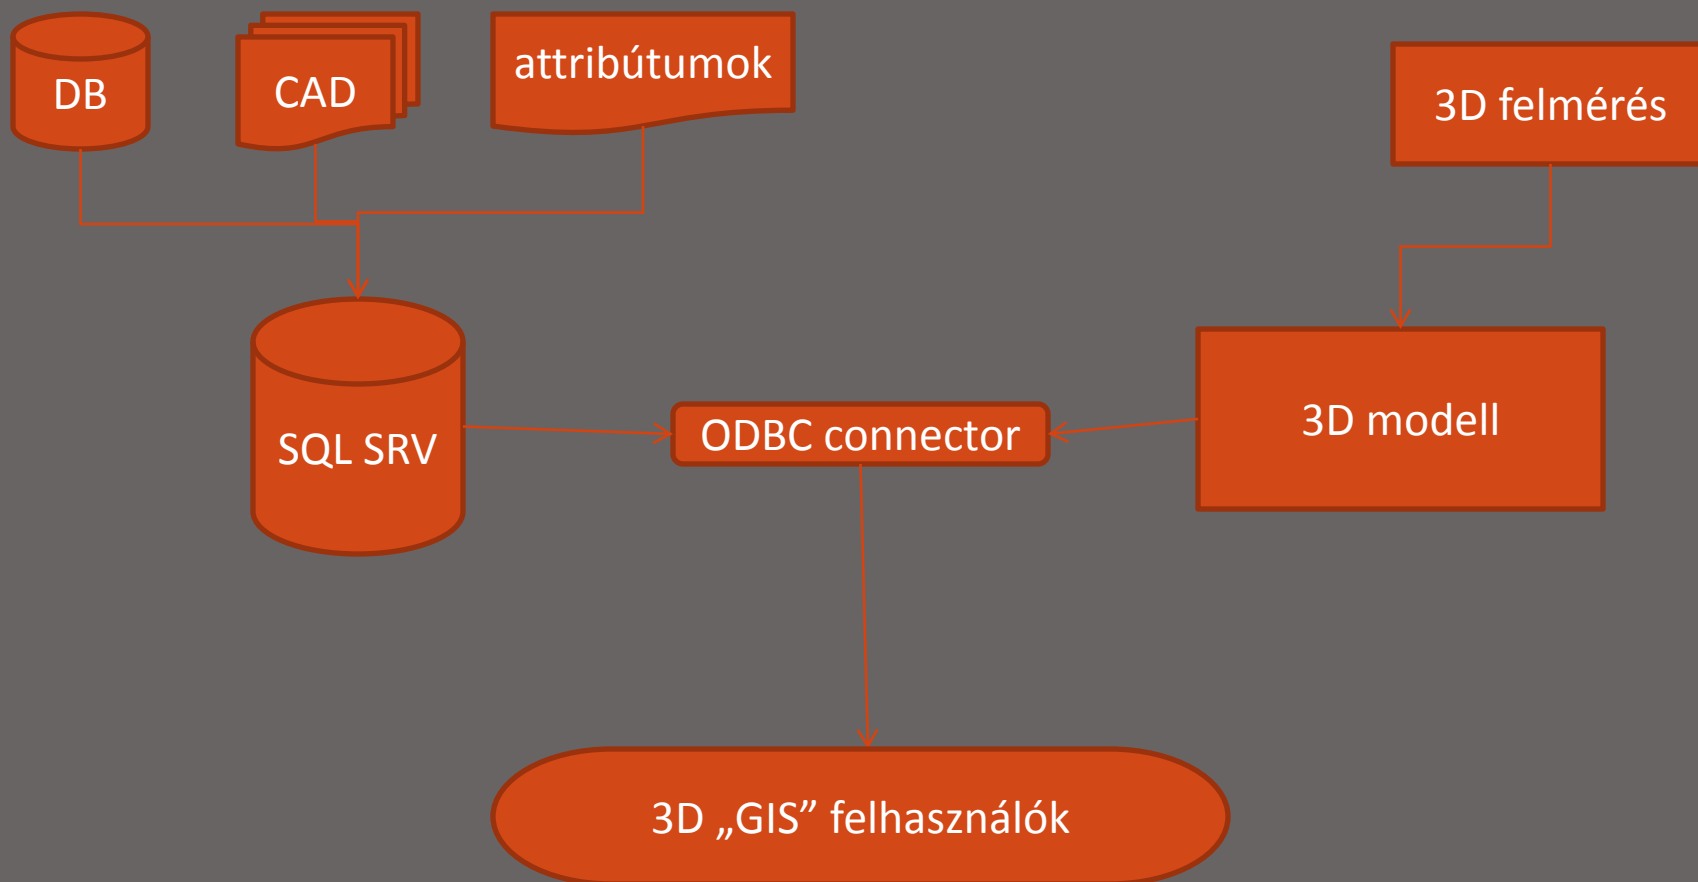 DB
CAD
attribútumok
3D felmérés
SQL SRV
ODBC connector
3D modell
3D „GIS” felhasználók